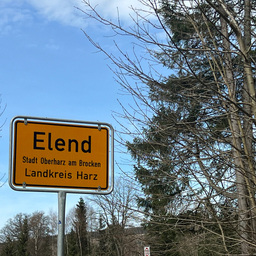 Elend
Stadt Oberharz am Brocken
Landkreis Harz